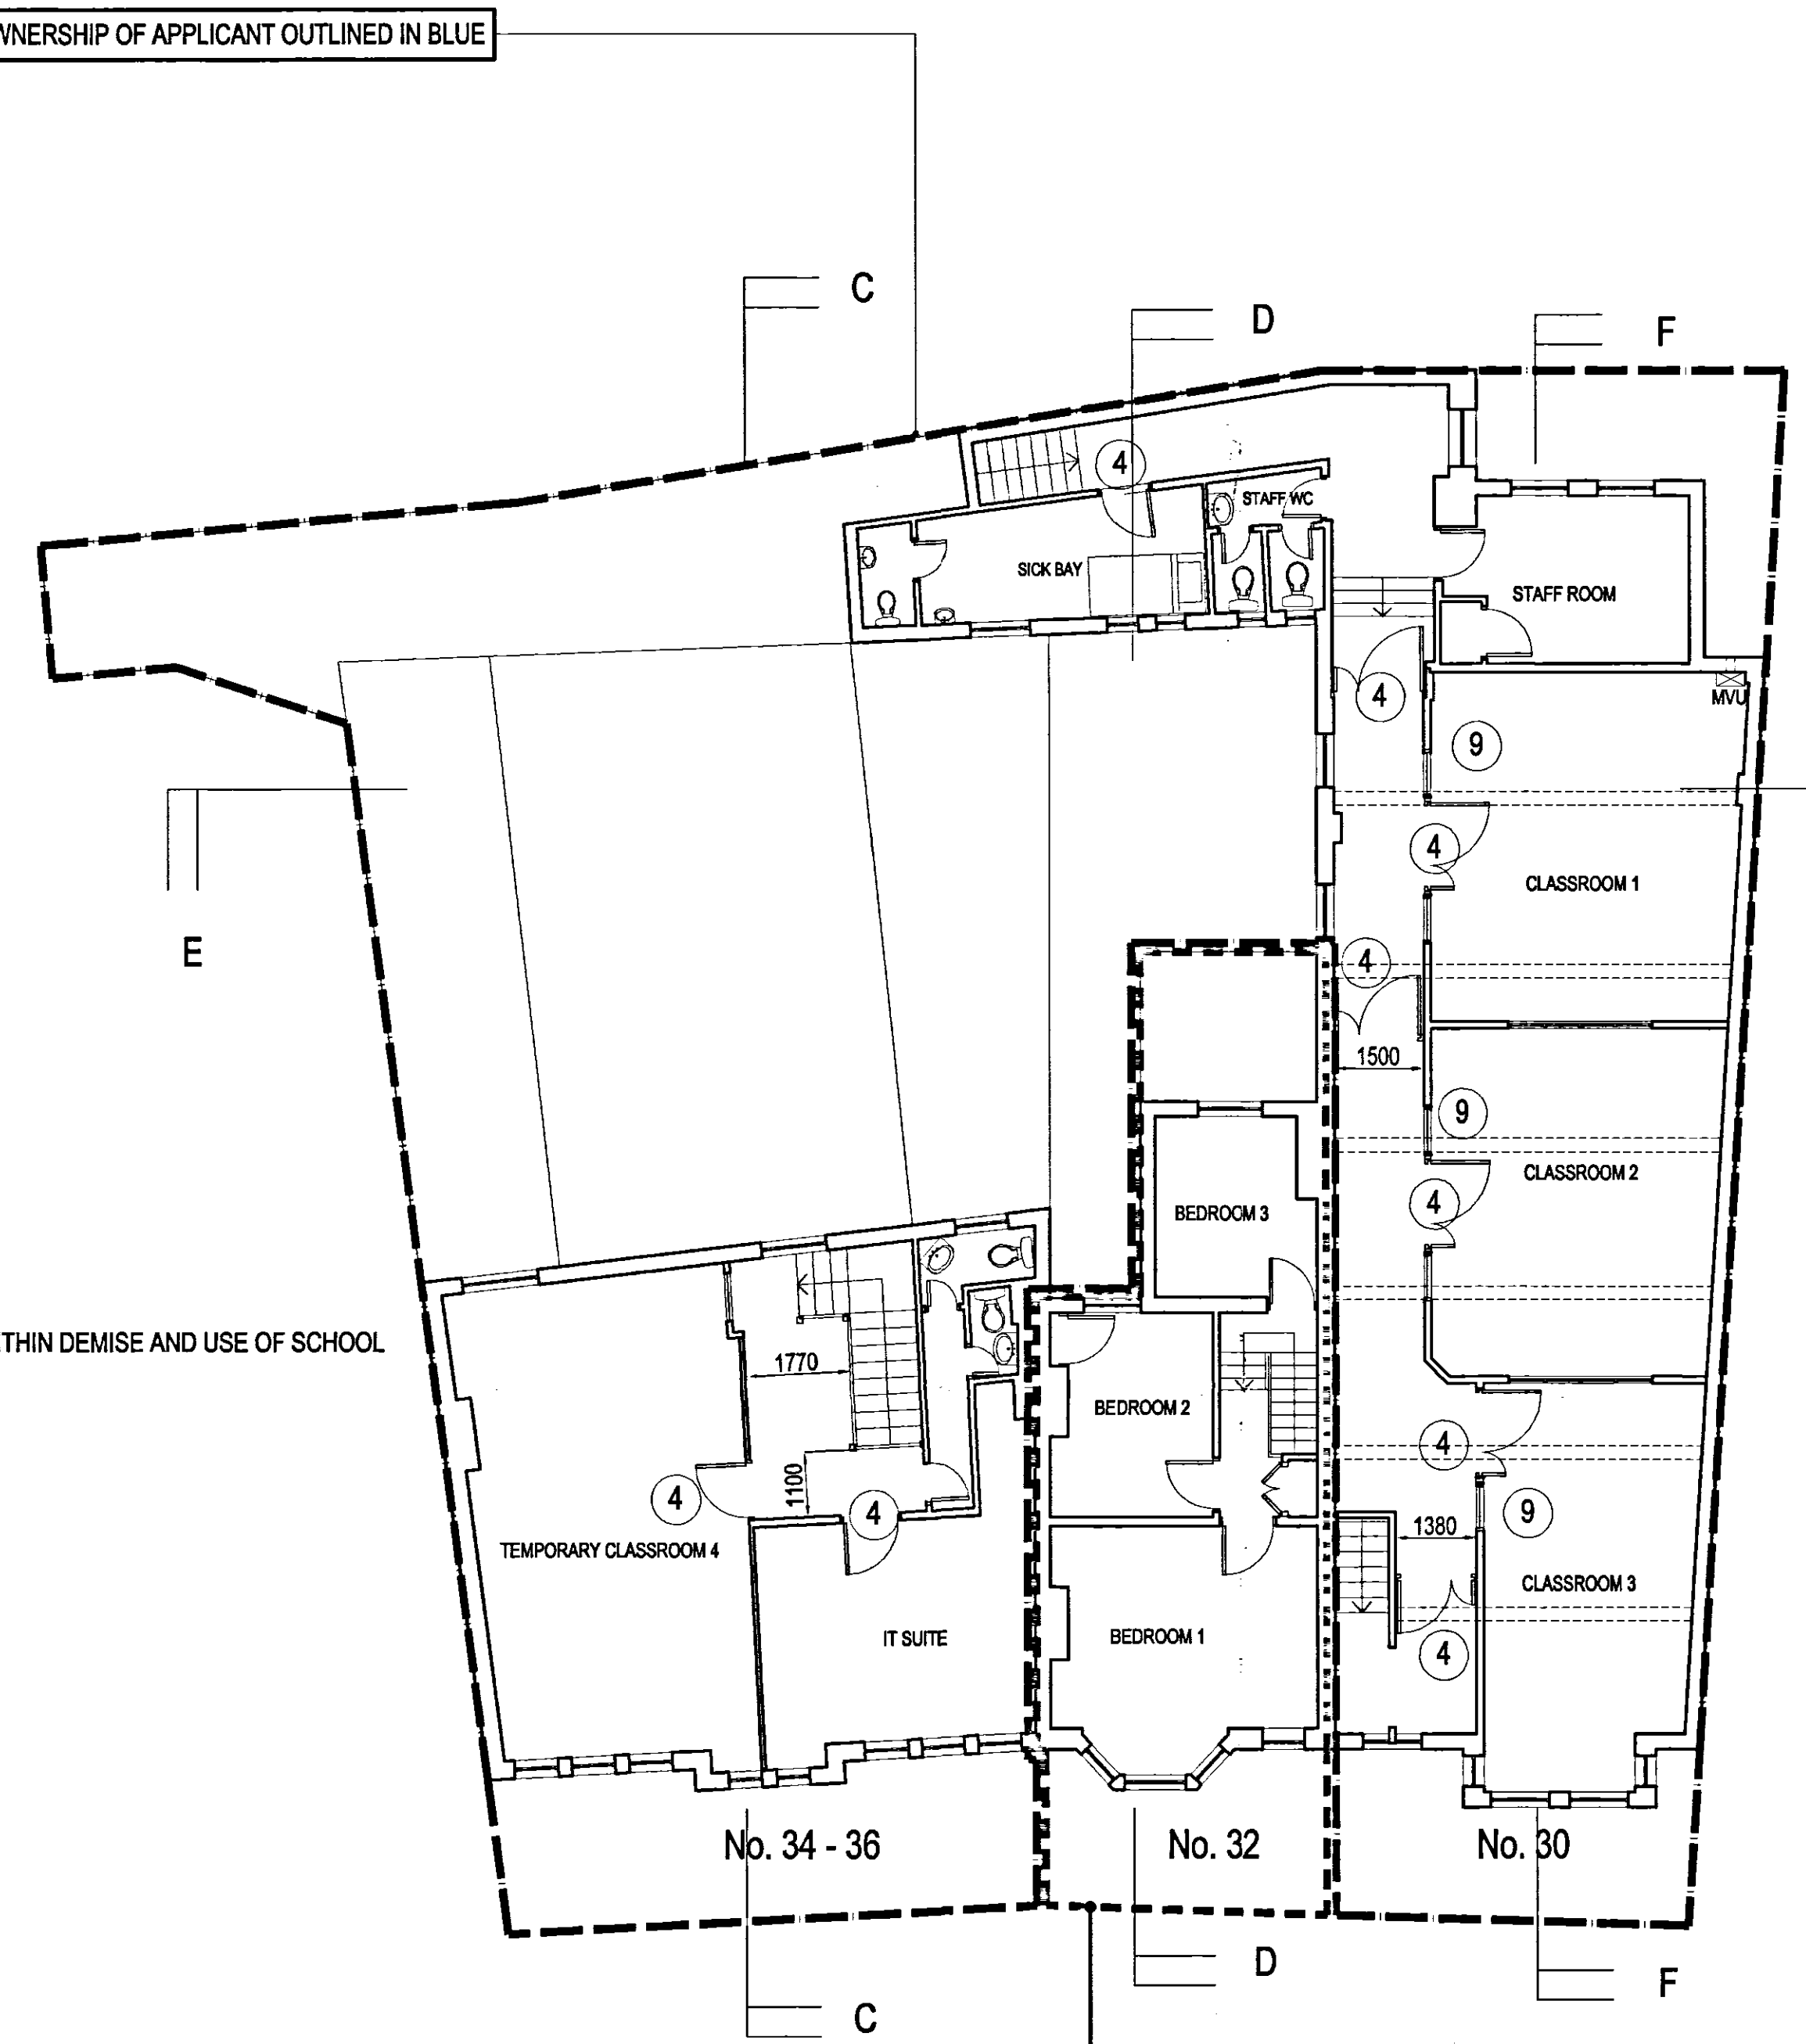 WNERSHIP OF APPLICANT OUTLINED IN BLUE
C
D
F
4
STAFF WC
SICK BAY
STAFF ROOM
4
MVU
9
4
CLASSROOM 1
E
4
1500
9
CLASSROOM 2
4
BEDROOM 3
THIN DEMISE AND USE OF SCHOOL
1770
BEDROOM 2
4
1100
4
4
9
1380
TEMPORARY CLASSROOM 4
CLASSROOM 3
IT SUITE
BEDROOM 1
4
No. 34 - 36
No. 32
No. 30
D
F
C